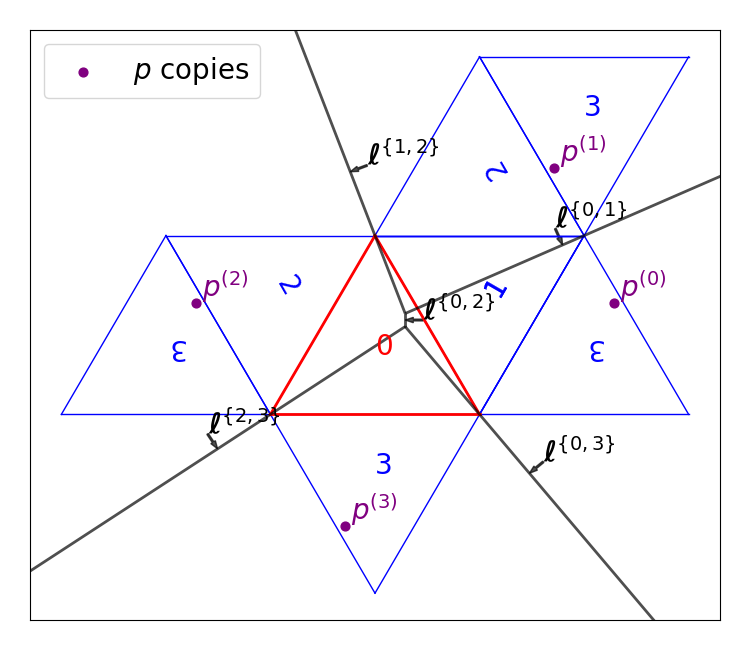 p copies
3
p^(1)
ℓ^{1,2}
2
ℓ^{0,1}
p^(2)
2
1
p^(0)
ℓ^{0,2}
0
3
3
ℓ^{2,3}
ℓ^{0,3}
3
p^(3)